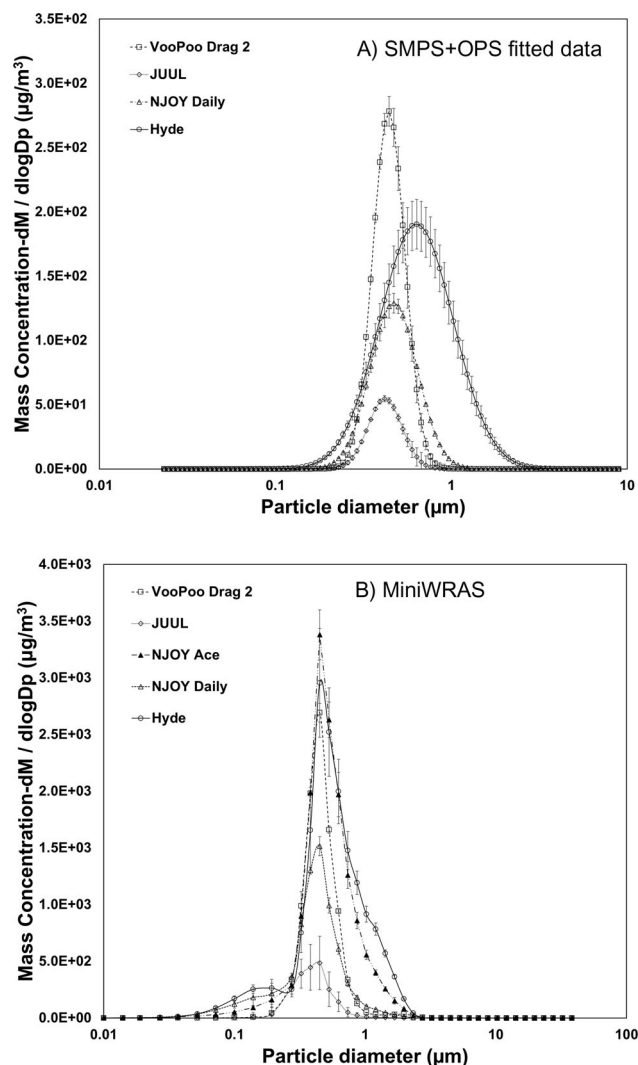 3.5E+02
VooPoo Drag 2
A) SMPS+OPS fitted data
JUUL
3.0E+02
NJOY Daily
2.5E+02
Hyde
2.0E+02
1.5E+02
1.0E+02
5.0E+01
0.0E+00
0.01
0.1
1
10
Mass Concentration-dM / dlogDp (µg/m³)
Particle diameter (µm)
4.0E+03
VooPoo Drag 2
B) MiniWRAS
3.5E+03
JUUL
NJOY Ace
3.0E+03
NJOY Daily
2.5E+03
Hyde
2.0E+03
1.5E+03
1.0E+03
5.0E+02
0.0E+00
0.01
0.1
1
10
100
Mass Concentration-dM / dlogDp (µg/m³)
Particle diameter (µm)